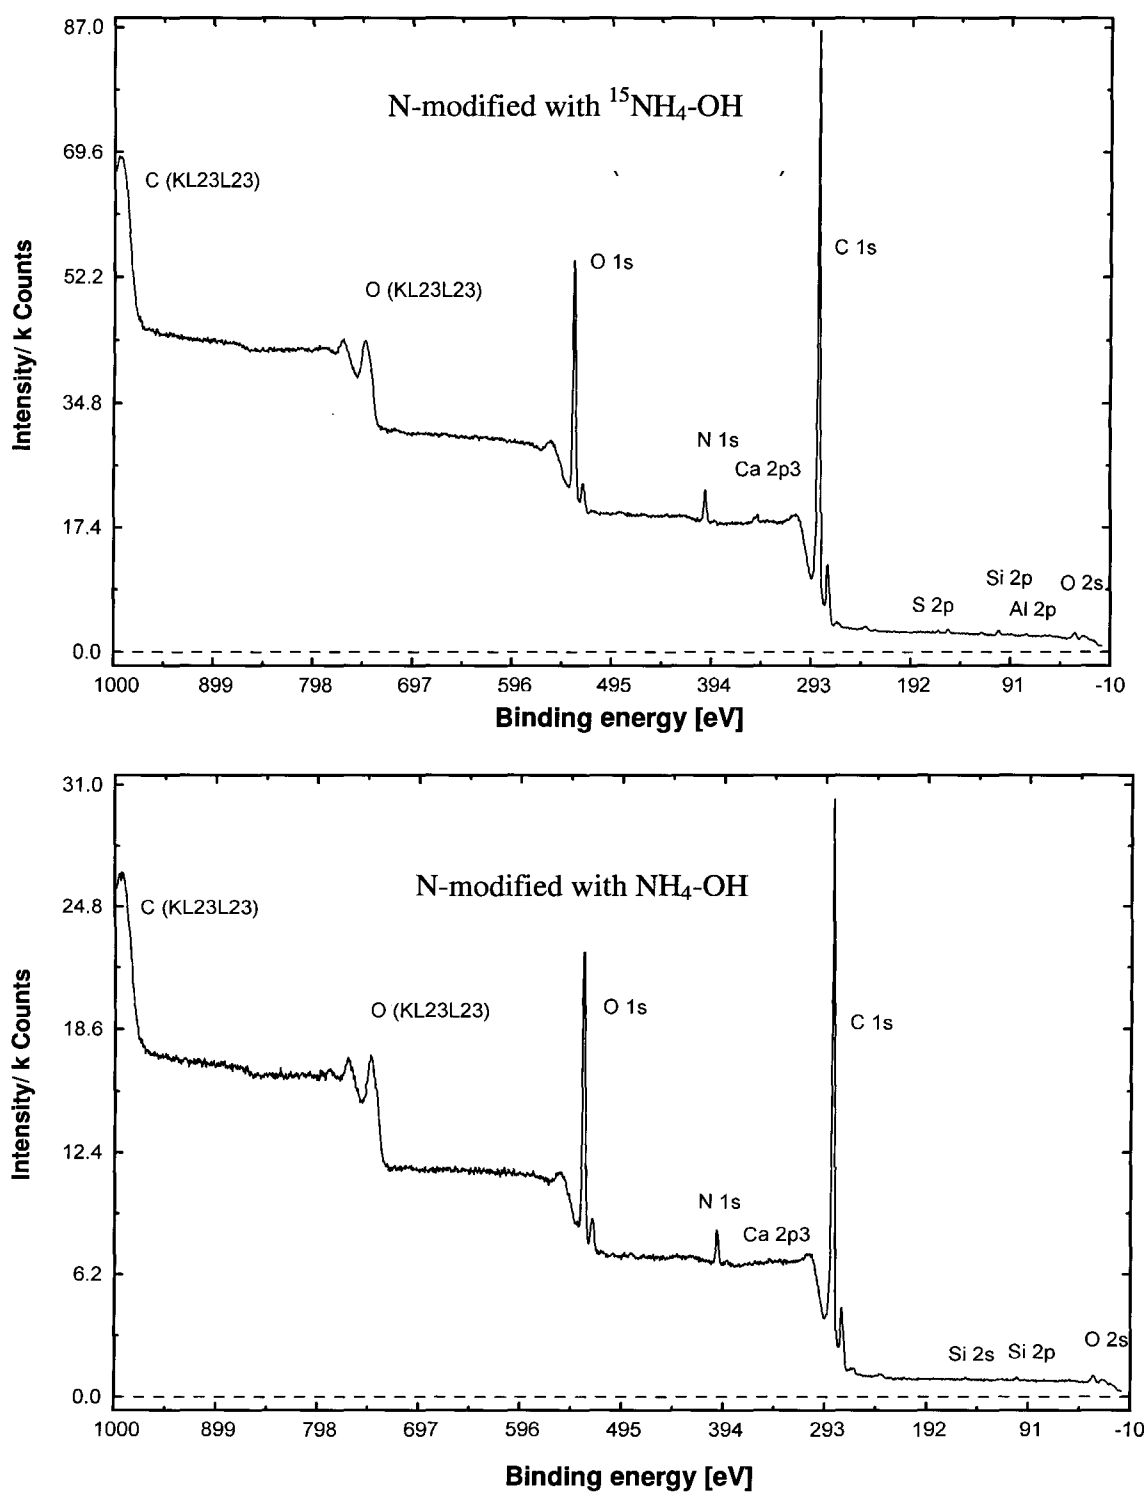 87.0
N-modified with ¹⁵NH₄-OH
69.6
C (KL23L23)
C 1s
O 1s
52.2
O (KL23L23)
Intensity/ k Counts
34.8
N 1s
Ca 2p3
17.4
Si 2p
O 2s
S 2p
Al 2p
0.0
1000 899 798 697 596 495 394 293 192 91 -10
Binding energy [eV]
31.0
N-modified with NH₄-OH
24.8
C (KL23L23)
O (KL23L23)
O 1s
C 1s
18.6
Intensity/ k Counts
12.4
N 1s
Ca 2p3
6.2
Si 2s Si 2p
O 2s
0.0
1000 899 798 697 596 495 394 293 192 91 -10
Binding energy [eV]